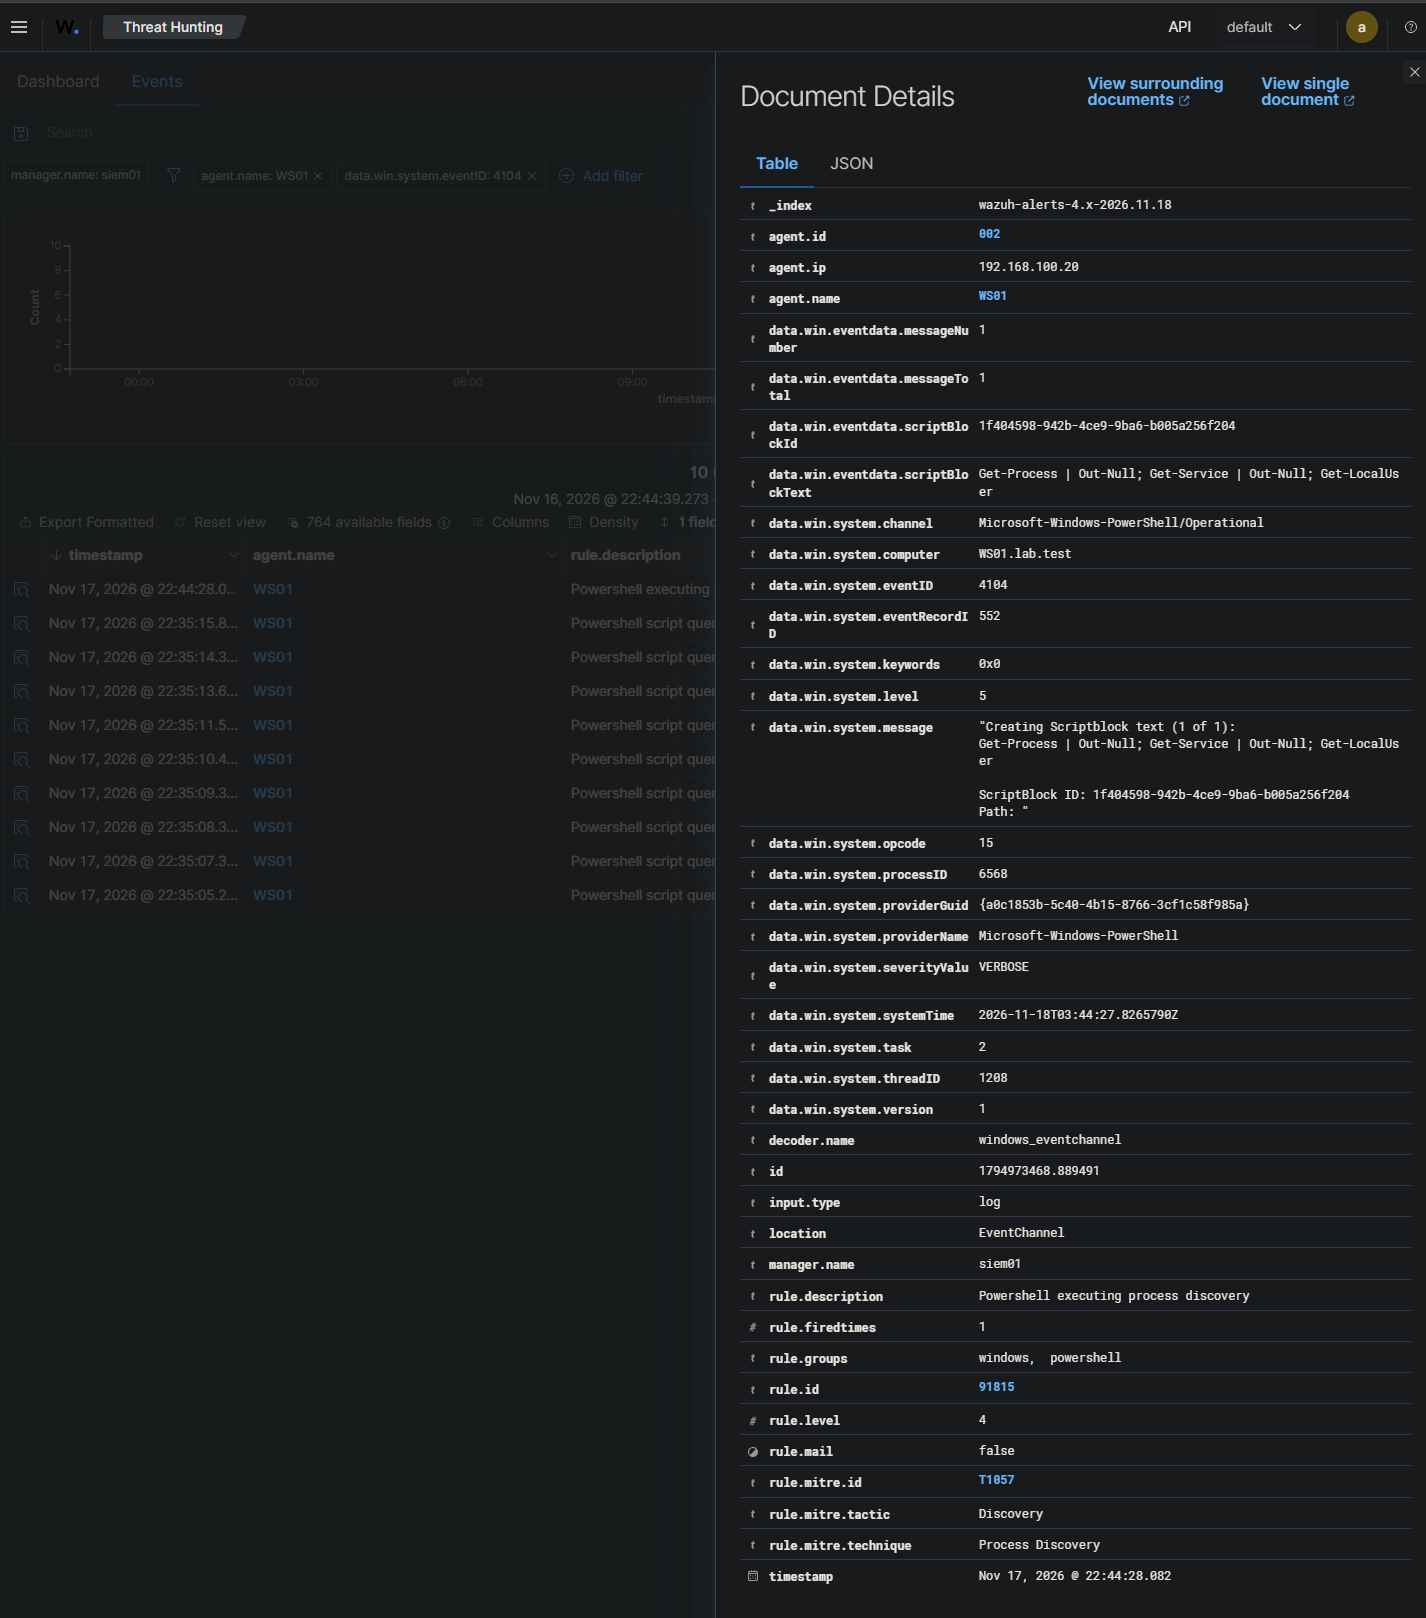 W.
Threat Hunting
API
default
a
Dashboard
Events
Search
manager.name: siem01
agent.name: WS01
data.win.system.eventID: 4104
Add filter
Count
10
8
6
4
2
0
00:00
03:00
06:00
09:00
timestamp
10
Nov 16, 2026 @ 22:44:39.273 -
Export Formatted
Reset view
764 available fields
Columns
Density
1 field
timestamp
agent.name
rule.description
Nov 17, 2026 @ 22:44:28.0... WS01 Powershell executing
Nov 17, 2026 @ 22:35:15.8... WS01 Powershell script quer
Nov 17, 2026 @ 22:35:14.3... WS01 Powershell script quer
Nov 17, 2026 @ 22:35:13.6... WS01 Powershell script quer
Nov 17, 2026 @ 22:35:11.5... WS01 Powershell script quer
Nov 17, 2026 @ 22:35:10.4... WS01 Powershell script quer
Nov 17, 2026 @ 22:35:09.3... WS01 Powershell script quer
Nov 17, 2026 @ 22:35:08.3... WS01 Powershell script quer
Nov 17, 2026 @ 22:35:07.3... WS01 Powershell script quer
Nov 17, 2026 @ 22:35:05.2... WS01 Powershell script quer
Document Details
View surrounding
documents
View single
document
Table
JSON
t _index wazuh-alerts-4.x-2026.11.18
t agent.id 002
t agent.ip 192.168.100.20
t agent.name WS01
t data.win.eventdata.messageNu 1
mber
t data.win.eventdata.messageTo 1
tal
t data.win.eventdata.scriptBlo 1f404598-942b-4ce9-9ba6-b005a256f204
ckId
t data.win.eventdata.scriptBlo Get-Process | Out-Null; Get-Service | Out-Null; Get-LocalUs
ckText er
t data.win.system.channel Microsoft-Windows-PowerShell/Operational
t data.win.system.computer WS01.lab.test
t data.win.system.eventID 4104
t data.win.system.eventRecordI 552
D
t data.win.system.keywords 0x0
t data.win.system.level 5
t data.win.system.message "Creating Scriptblock text (1 of 1):
Get-Process | Out-Null; Get-Service | Out-Null; Get-LocalUs
er
ScriptBlock ID: 1f404598-942b-4ce9-9ba6-b005a256f204
Path: "
t data.win.system.opcode 15
t data.win.system.processID 6568
t data.win.system.providerGuid {a0c1853b-5c40-4b15-8766-3cf1c58f985a}
t data.win.system.providerName Microsoft-Windows-PowerShell
t data.win.system.severityValu VERBOSE
e
t data.win.system.systemTime 2026-11-18T03:44:27.8265790Z
t data.win.system.task 2
t data.win.system.threadID 1208
t data.win.system.version 1
t decoder.name windows_eventchannel
t id 1794973468.889491
t input.type log
t location EventChannel
t manager.name siem01
t rule.description Powershell executing process discovery
# rule.firedtimes 1
t rule.groups windows, powershell
t rule.id 91815
# rule.level 4
rule.mail false
t rule.mitre.id T1057
t rule.mitre.tactic Discovery
t rule.mitre.technique Process Discovery
timestamp Nov 17, 2026 @ 22:44:28.082